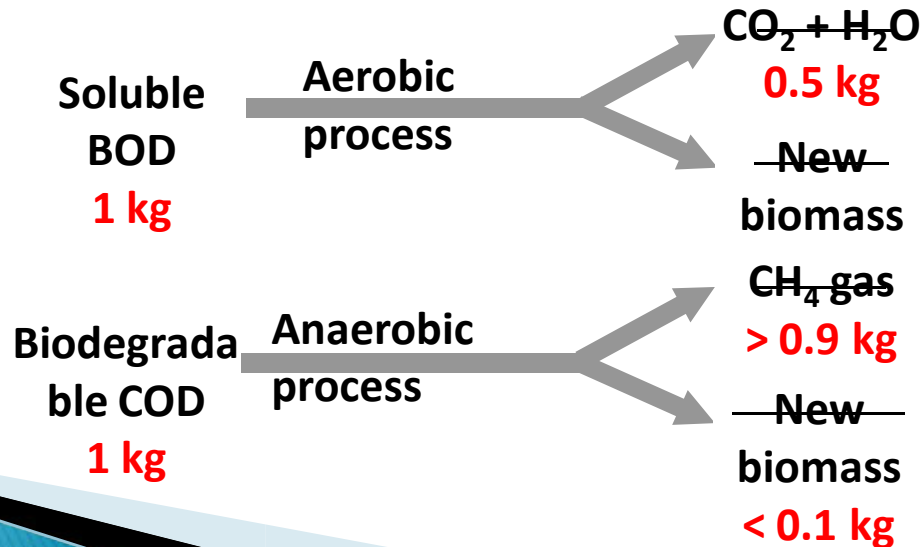 Soluble
BOD
1 kg
Aerobic
process
CO₂ + H₂O
0.5 kg
New
biomass
Biodegrada
ble COD
1 kg
Anaerobic
process
CH₄ gas
> 0.9 kg
New
biomass
< 0.1 kg